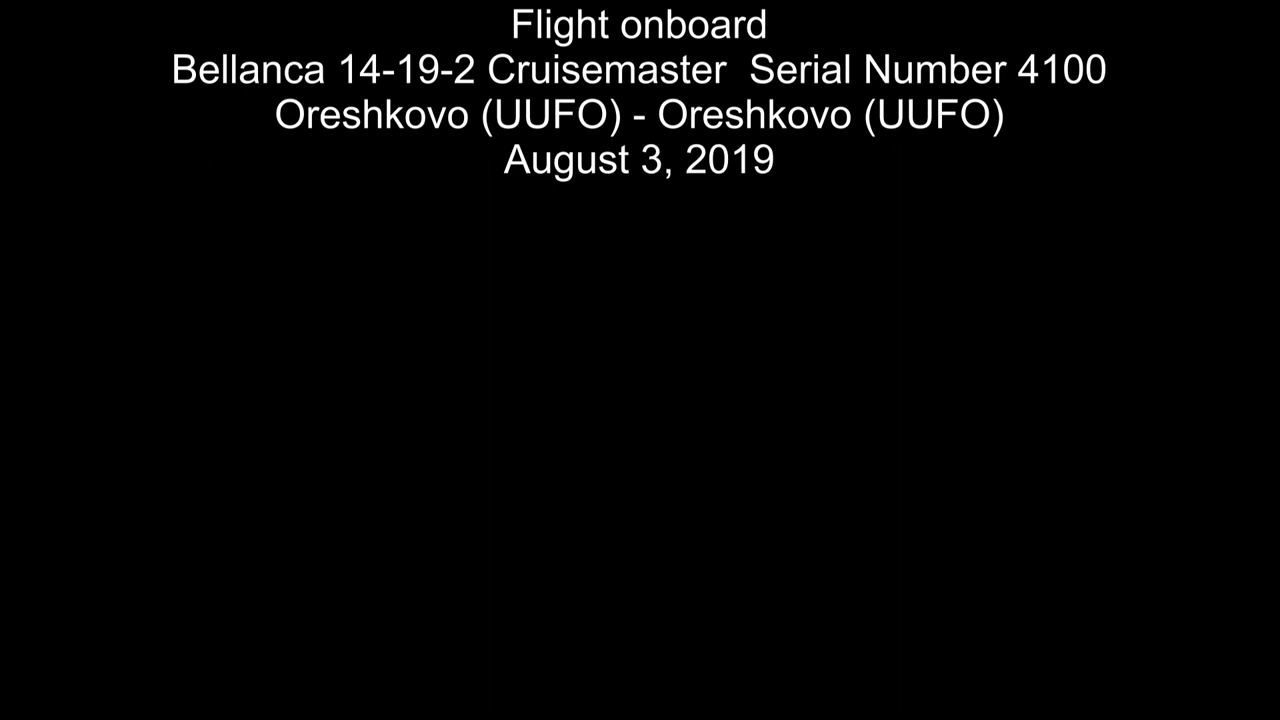 Flight onboard
Bellanca 14-19-2 Cruisemaster  Serial Number 4100
Oreshkovo (UUFO) - Oreshkovo (UUFO)
August 3, 2019